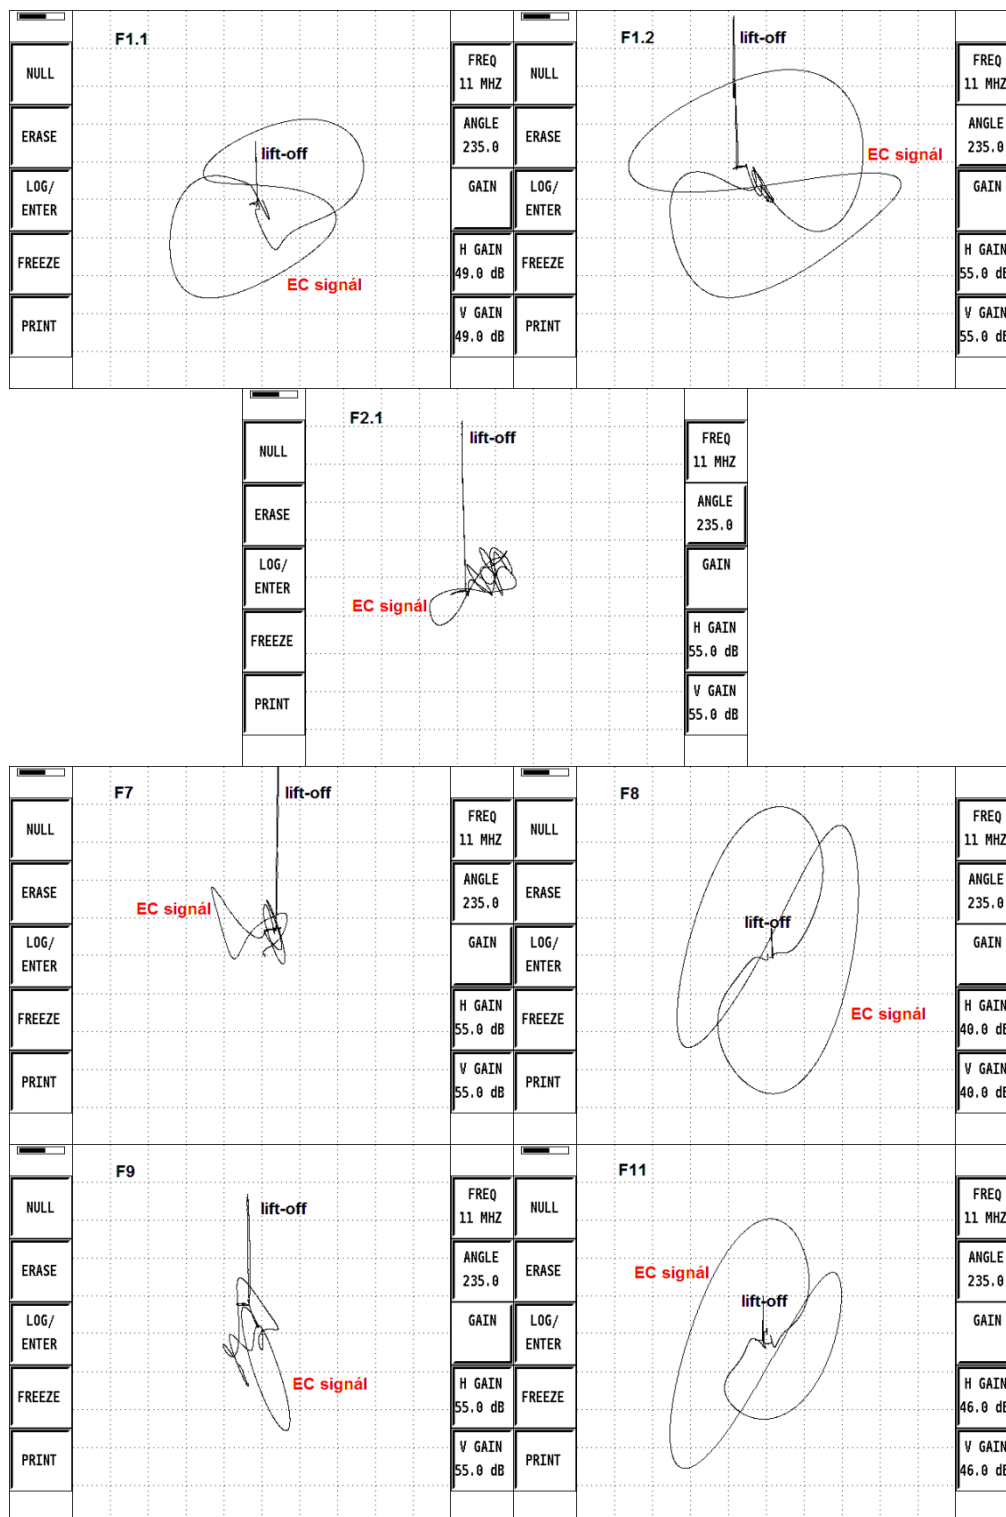 F1.1
lift-off
EC signál
NULL
ERASE
LOG/
ENTER
FREEZE
PRINT
FREQ
11 MHZ
ANGLE
235.0
GAIN
H GAIN
49.0 dB
V GAIN
49.0 dB
F1.2
lift-off
EC signál
NULL
ERASE
LOG/
ENTER
FREEZE
PRINT
FREQ
11 MHZ
ANGLE
235.0
GAIN
H GAIN
55.0 dB
V GAIN
55.0 dB
F2.1
lift-off
EC signál
NULL
ERASE
LOG/
ENTER
FREEZE
PRINT
FREQ
11 MHZ
ANGLE
235.0
GAIN
H GAIN
55.0 dB
V GAIN
55.0 dB
F7
lift-off
EC signál
NULL
ERASE
LOG/
ENTER
FREEZE
PRINT
FREQ
11 MHZ
ANGLE
235.0
GAIN
H GAIN
55.0 dB
V GAIN
55.0 dB
F8
lift-off
EC signál
NULL
ERASE
LOG/
ENTER
FREEZE
PRINT
FREQ
11 MHZ
ANGLE
235.0
GAIN
H GAIN
40.0 dB
V GAIN
40.0 dB
F9
lift-off
EC signál
NULL
ERASE
LOG/
ENTER
FREEZE
PRINT
FREQ
11 MHZ
ANGLE
235.0
GAIN
H GAIN
55.0 dB
V GAIN
55.0 dB
F11
EC signál
lift-off
NULL
ERASE
LOG/
ENTER
FREEZE
PRINT
FREQ
11 MHZ
ANGLE
235.0
GAIN
H GAIN
46.0 dB
V GAIN
46.0 dB